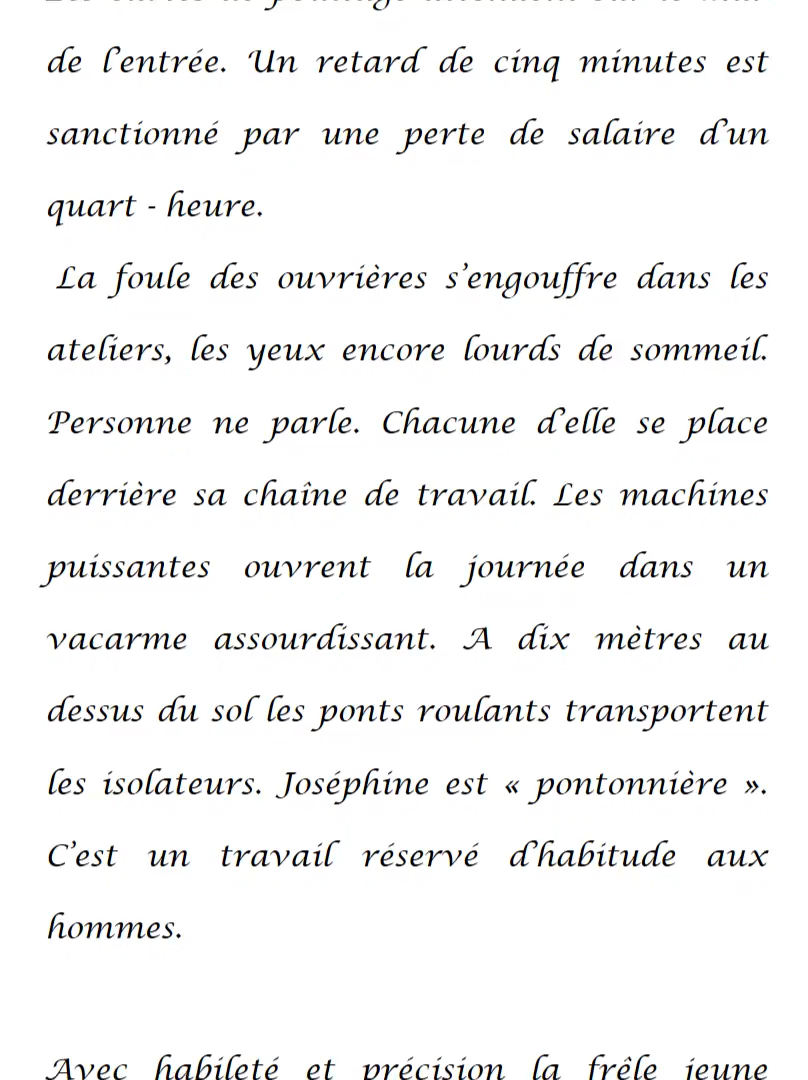 de l'entrée. Un retard de cinq minutes est
sanctionné par une perte de salaire d'un
quart - heure.
La foule des ouvrières s'engouffre dans les
ateliers, les yeux encore lourds de sommeil.
Personne ne parle. Chacune d'elle se place
derrière sa chaîne de travail. Les machines
puissantes ouvrent la journée dans un
vacarme assourdissant. A dix mètres au
dessus du sol les ponts roulants transportent
les isolateurs. Joséphine est « pontonnière ».
C'est un travail réservé d'habitude aux
hommes.
Avec habileté et précision la frêle jeune